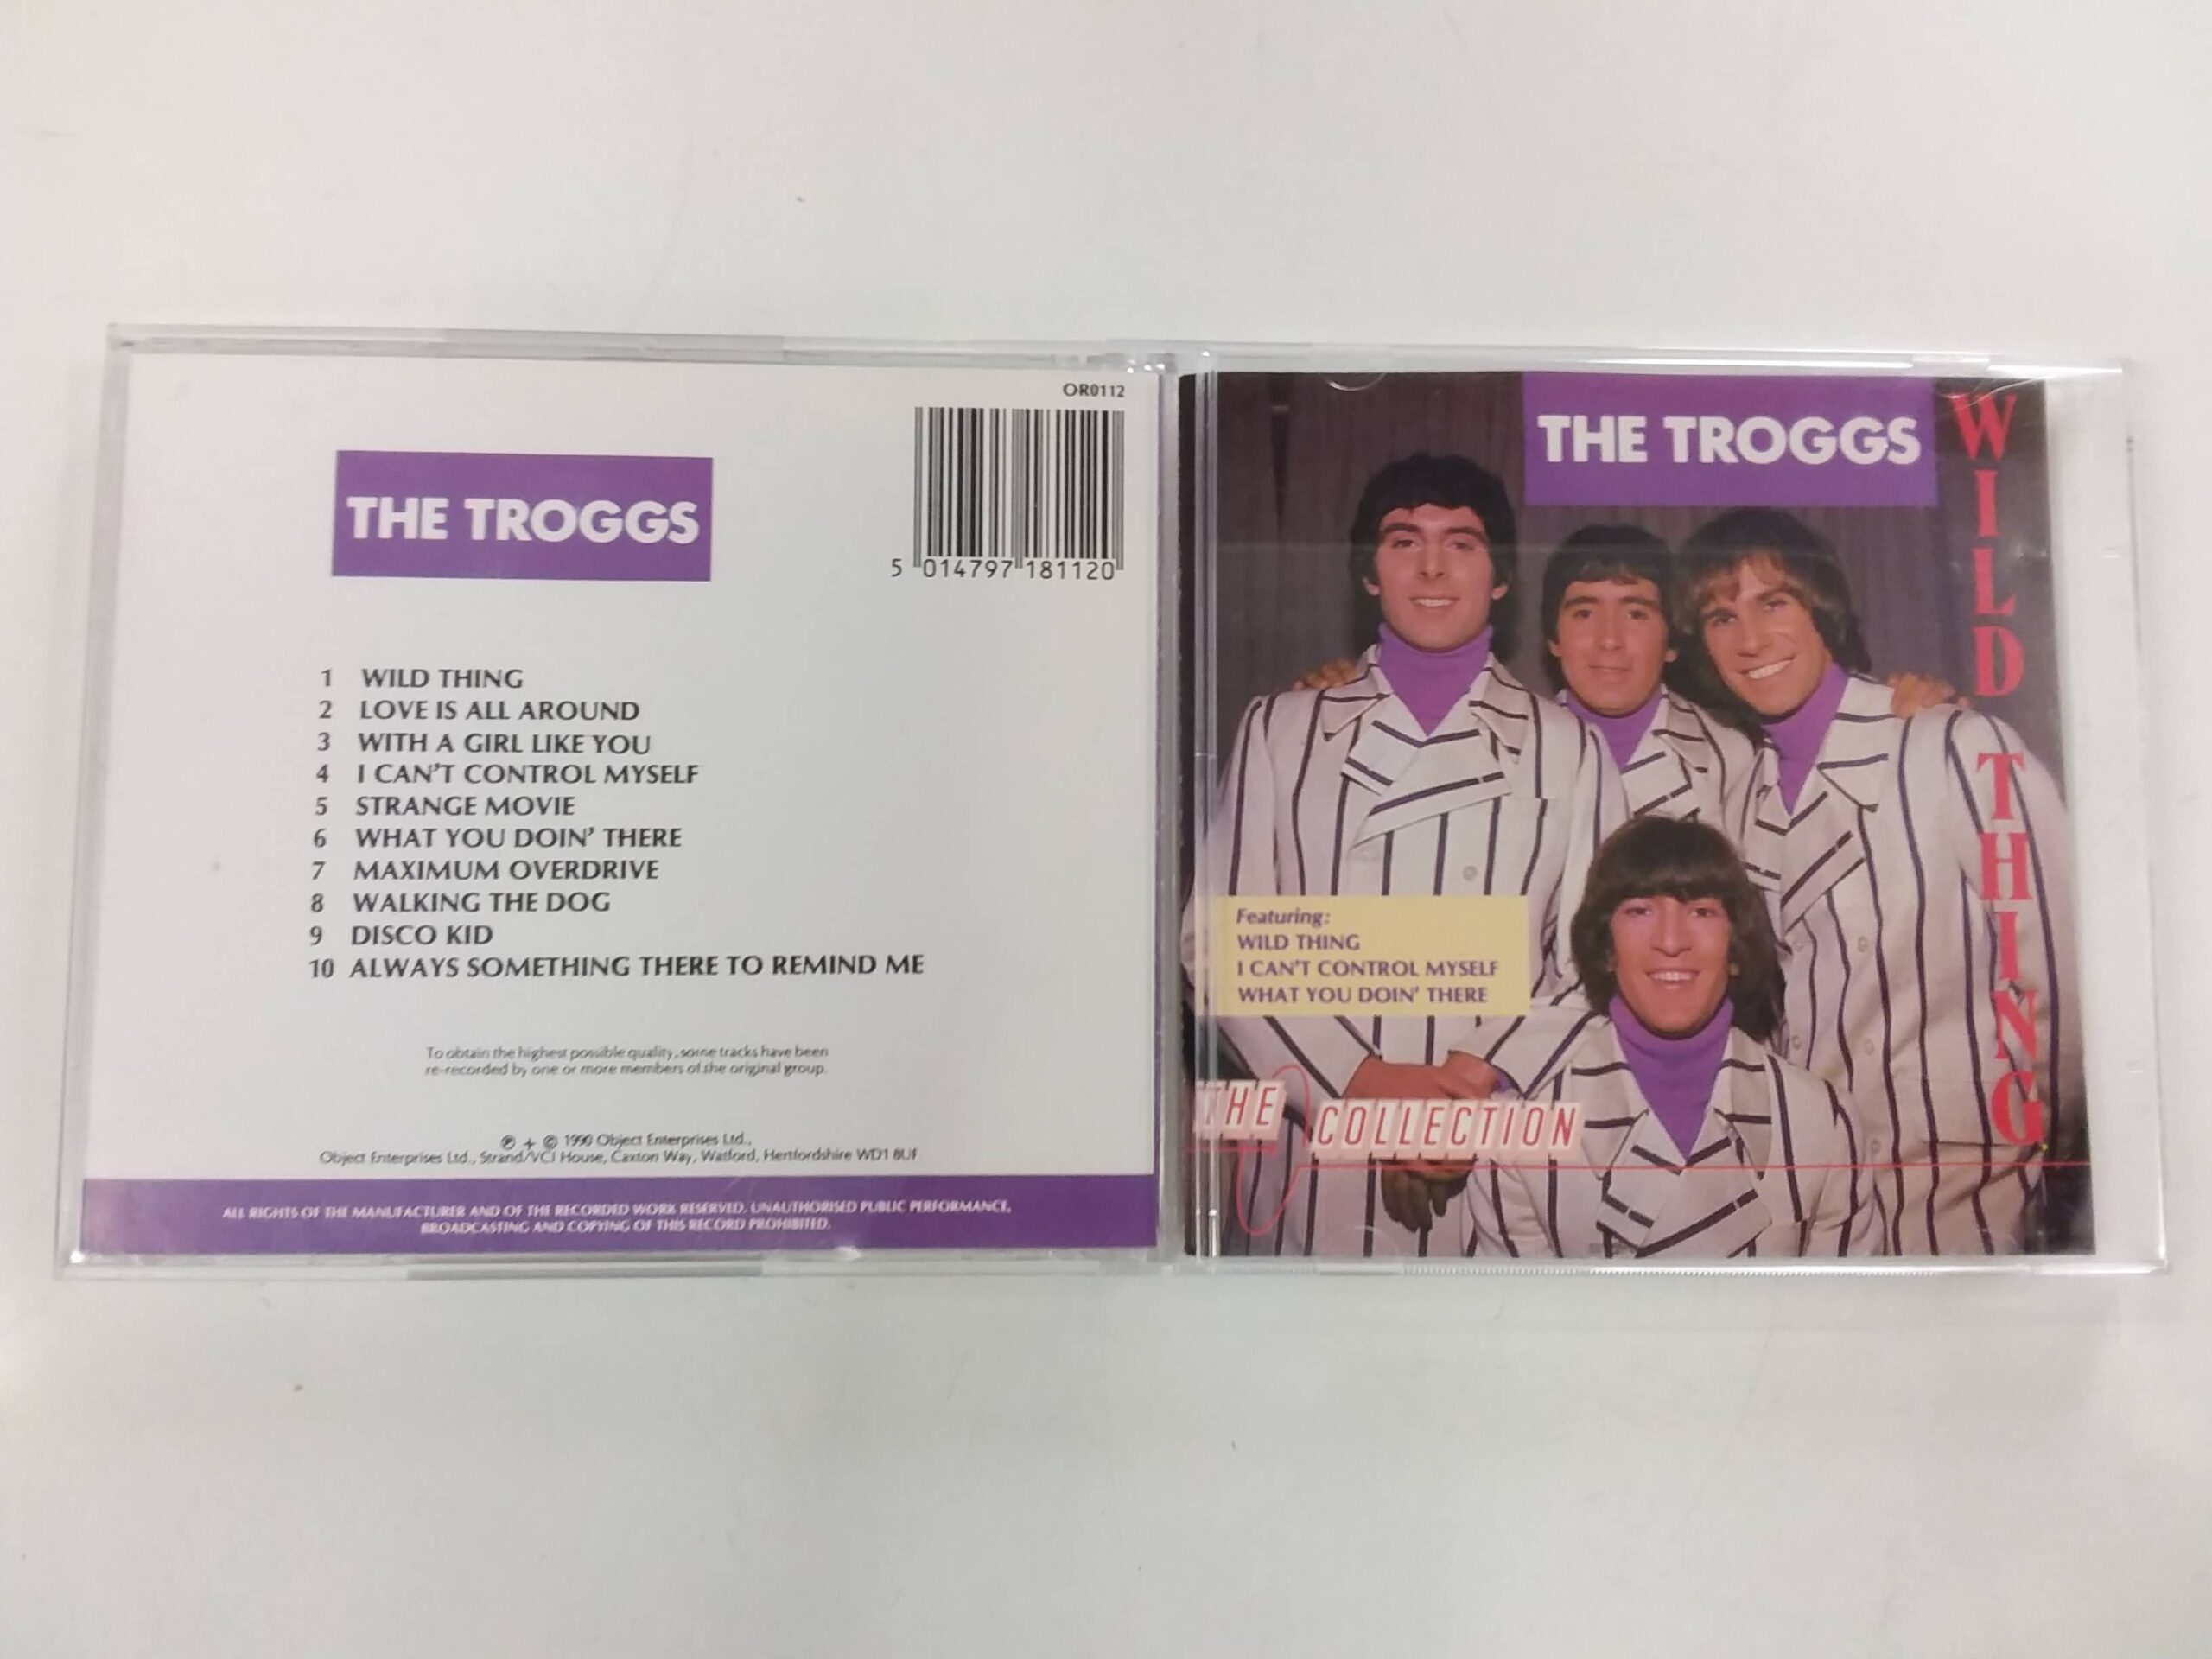 OR0112
5 014797 181120
THE TROGGS
1 WILD THING
2 LOVE IS ALL AROUND
3 WITH A GIRL LIKE YOU
4 I CAN'T CONTROL MYSELF
5 STRANGE MOVIE
6 WHAT YOU DOIN' THERE
7 MAXIMUM OVERDRIVE
8 WALKING THE DOG
9 DISCO KID
10 ALWAYS SOMETHING THERE TO REMIND ME
To obtain the highest possible quality, some tracks have been
re-recorded by one or more members of the original group.
℗ + © 1990 Object Enterprises Ltd.,
Object Enterprises Ltd., Strand/VCI House, Caxton Way, Watford, Hertfordshire WD1 8UF
ALL RIGHTS OF THE MANUFACTURER AND OF THE RECORDED WORK RESERVED. UNAUTHORISED PUBLIC PERFORMANCE,
BROADCASTING AND COPYING OF THIS RECORD PROHIBITED.
THE TROGGS
WILD THING
Featuring:
WILD THING
I CAN'T CONTROL MYSELF
WHAT YOU DOIN' THERE
THE COLLECTION